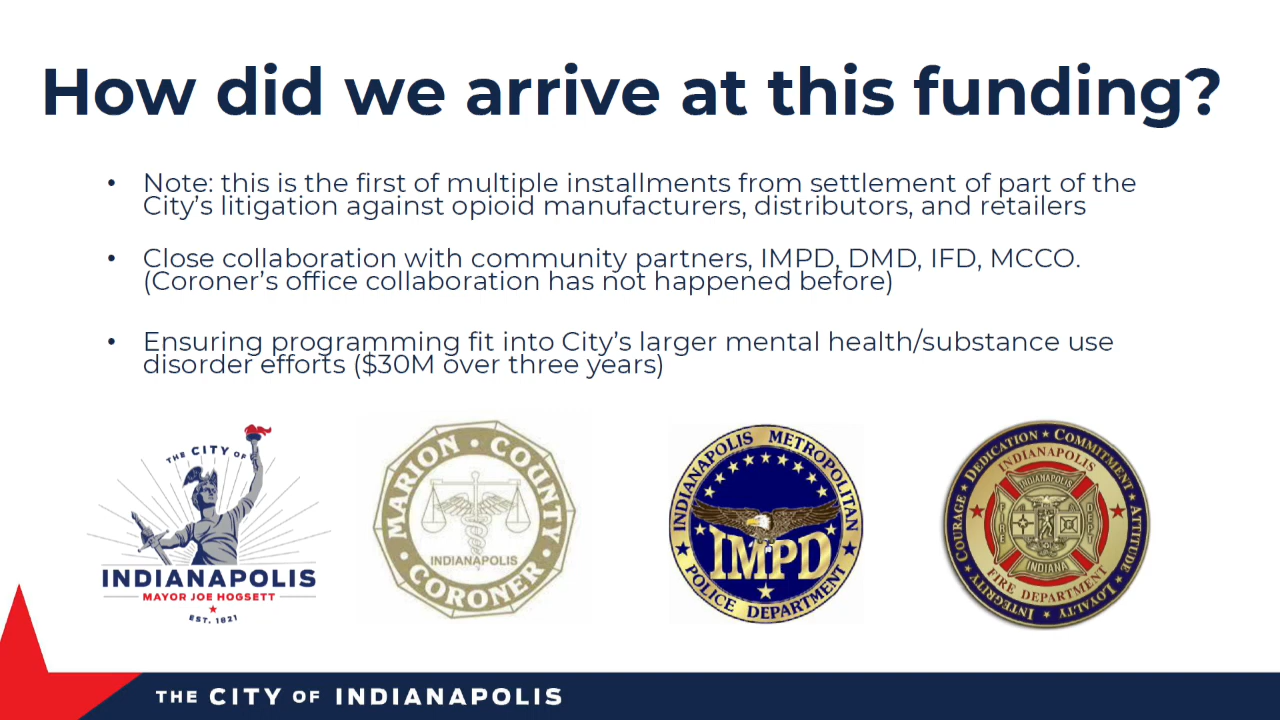 How did we arrive at this funding?
• Note: this is the first of multiple installments from settlement of part of the
City’s litigation against opioid manufacturers, distributors, and retailers
• Close collaboration with community partners, IMPD, DMD, IFD, MCCO.
(Coroner’s office collaboration has not happened before)
• Ensuring programming fit into City’s larger mental health/substance use
disorder efforts ($30M over three years)
THE CITY OF
INDIANAPOLIS
MAYOR JOE HOGSETT
EST. 1821
MARION • COUNTY
INDIANAPOLIS
CORONER
INDIANAPOLIS METROPOLITAN
IMPD
POLICE DEPARTMENT
DEDICATION ★ COMMITMENT ★ ATTITUDE ★ LOYALTY ★ INTEGRITY ★ COURAGE
INDIANAPOLIS
INDIANAPOLIS
FIRE
DEPT
INDIANA
FIRE DEPARTMENT
THE CITY OF INDIANAPOLIS